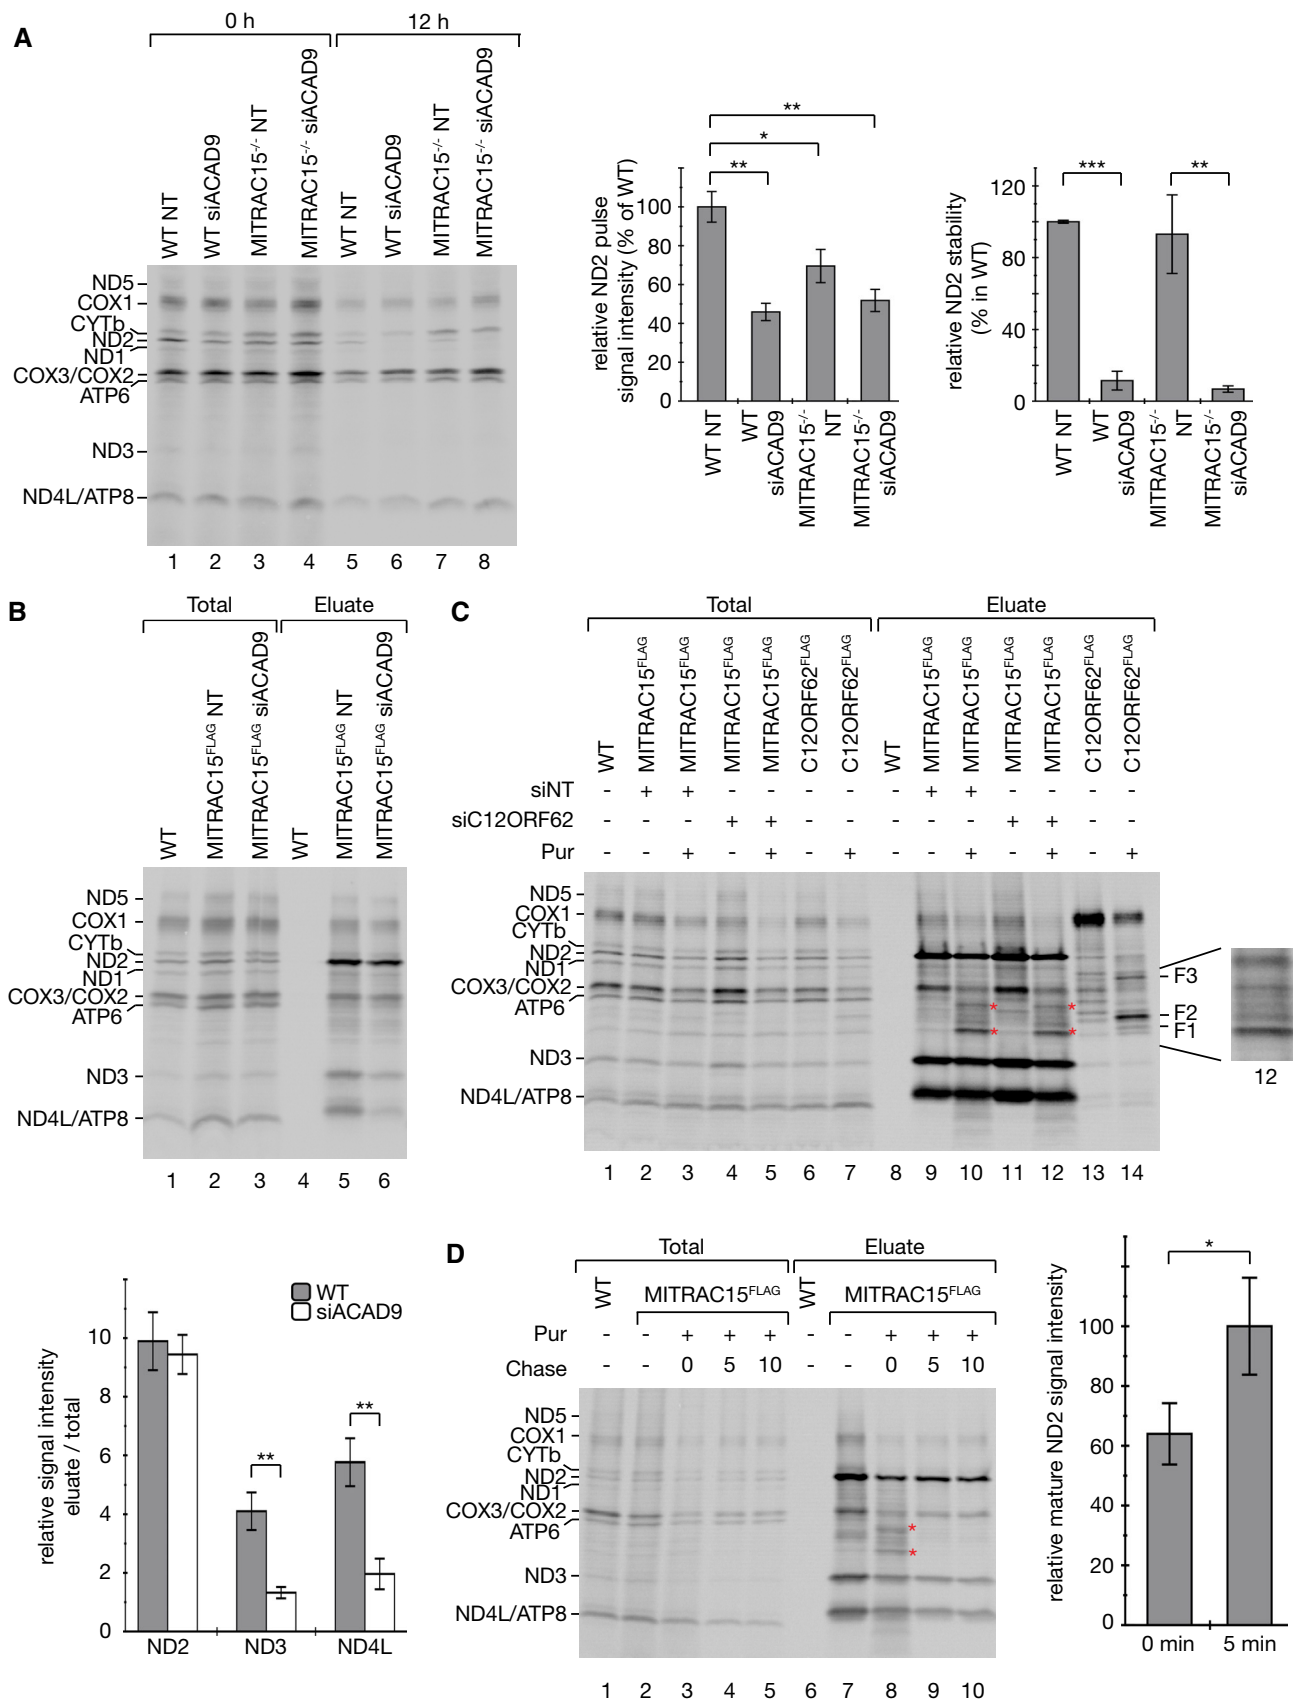 A
0 h
12 h
WT NT
WT siACAD9
MITRAC15-/- NT
MITRAC15-/- siACAD9
WT NT
WT siACAD9
MITRAC15-/- NT
MITRAC15-/- siACAD9
ND5
COX1
CYTb
ND2
ND1
COX3/COX2
ATP6
ND3
ND4L/ATP8
1 2 3 4 5 6 7 8
relative ND2 pulse
signal intensity (% of WT)
100
80
60
40
20
0
**
*
**
WT NT
WT
siACAD9
MITRAC15-/-
NT
MITRAC15-/-
siACAD9
relative ND2 stability
(% in WT)
120
80
40
0
***
**
WT NT
WT
siACAD9
MITRAC15-/-
NT
MITRAC15-/-
siACAD9
B
Total
Eluate
WT
MITRAC15FLAG NT
MITRAC15FLAG siACAD9
WT
MITRAC15FLAG NT
MITRAC15FLAG siACAD9
ND5
COX1
CYTb
ND2
ND1
COX3/COX2
ATP6
ND3
ND4L/ATP8
1 2 3 4 5 6
relative signal intensity
eluate / total
10
8
6
4
2
0
WT
siACAD9
**
**
ND2
ND3
ND4L
C
Total
Eluate
WT
MITRAC15FLAG
MITRAC15FLAG
MITRAC15FLAG
MITRAC15FLAG
C12ORF62FLAG
C12ORF62FLAG
WT
MITRAC15FLAG
MITRAC15FLAG
MITRAC15FLAG
MITRAC15FLAG
C12ORF62FLAG
C12ORF62FLAG
siNT - + + - - - - - + + - - - -
siC12ORF62 - - - + + - - - - - + + - -
Pur - - + - + - + - - + - + - +
ND5
COX1
CYTb
ND2
ND1
COX3/COX2
ATP6
ND3
ND4L/ATP8
* *
* *
F3
F2
F1
12
1 2 3 4 5 6 7 8 9 10 11 12 13 14
D
Total
Eluate
WT
MITRAC15FLAG
WT
MITRAC15FLAG
Pur - - + + + - - + + +
Chase - - 0 5 10 - - 0 5 10
ND5
COX1
CYTb
ND2
ND1
COX3/COX2
ATP6
ND3
ND4L/ATP8
*
*
1 2 3 4 5 6 7 8 9 10
relative mature ND2 signal intensity
100
80
60
40
20
0
*
0 min
5 min